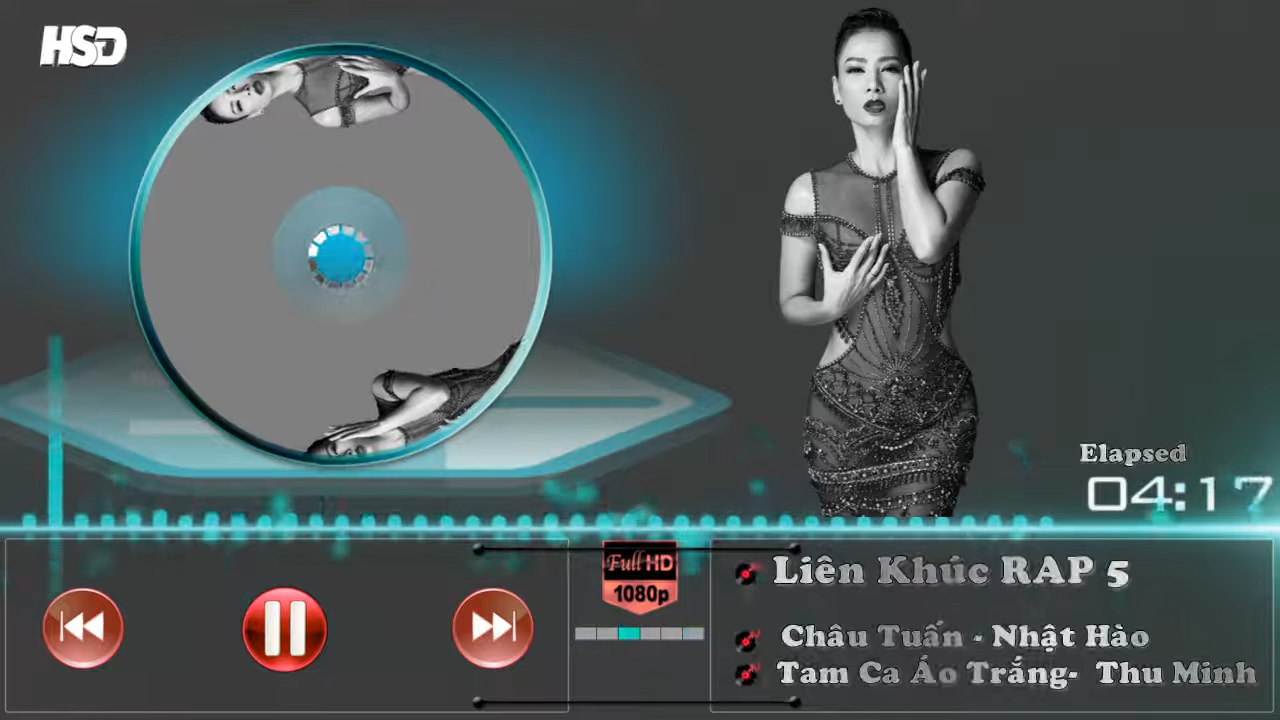 HSD
Elapsed
04:17
Full HD
1080p
Liên Khúc RAP 5
Châu Tuấn - Nhật Hào
Tam Ca Áo Trắng- Thu Minh